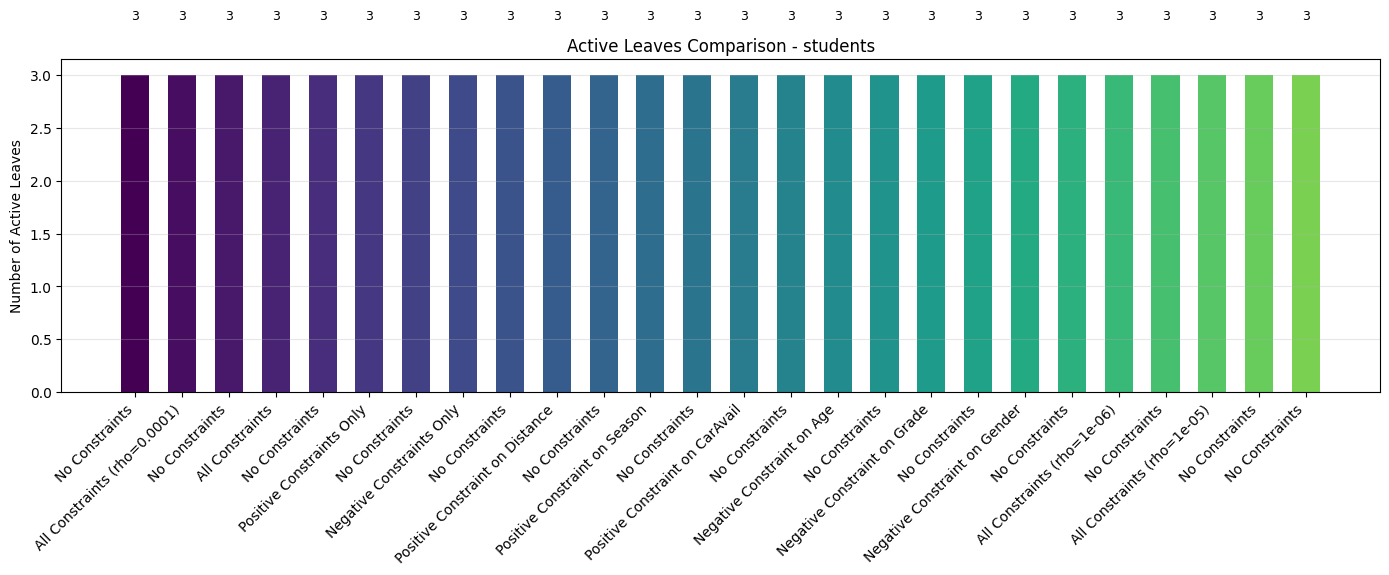 3 3 3 3 3 3 3 3 3 3 3 3 3 3 3 3 3 3 3 3 3 3 3 3 3 3
Active Leaves Comparison - students
Number of Active Leaves
3.0
2.5
2.0
1.5
1.0
0.5
0.0
No Constraints
All Constraints (rho=0.0001)
No Constraints
All Constraints
No Constraints
Positive Constraints Only
No Constraints
Negative Constraints Only
No Constraints
Positive Constraint on Distance
No Constraints
Positive Constraint on Season
No Constraints
Positive Constraint on CarAvail
No Constraints
Negative Constraint on Age
No Constraints
Negative Constraint on Grade
No Constraints
Negative Constraint on Gender
No Constraints
All Constraints (rho=1e-06)
No Constraints
All Constraints (rho=1e-05)
No Constraints
No Constraints